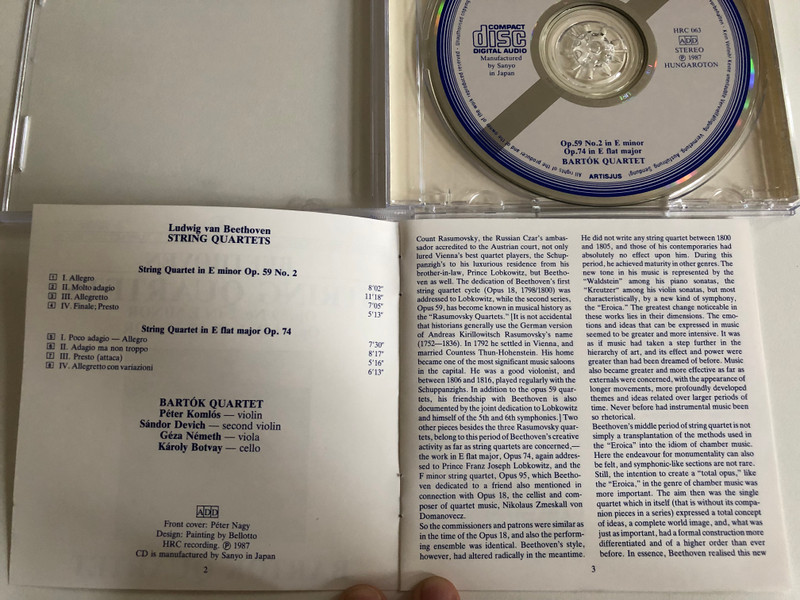 COMPACT
disc
DIGITAL AUDIO
Manufactured
by Sanyo
in Japan
HRC 063
ADD
STEREO
Ⓟ 1987
HUNGAROTON
Op.59 No.2 in E minor
Op.74 in E flat major
BARTÓK QUARTET
All rights of the producer and of the owner of the work reproduced reserved
ARTISJUS
Ludwig van Beethoven
STRING QUARTETS
String Quartet in E minor Op. 59 No. 2
1 I. Allegro 8'02"
2 II. Molto adagio 11'18"
3 III. Allegretto 7'05"
4 IV. Finale; Presto 5'13"
String Quartet in E flat major Op. 74
5 I. Poco adagio — Allegro 7'30"
6 II. Adagio ma non troppo 8'17"
7 III. Presto (attaca) 5'16"
8 IV. Allegretto con variazioni 6'13"
BARTÓK QUARTET
Péter Komlós — violin
Sándor Devich — second violin
Géza Németh — viola
Károly Botvay — cello
ADD
Front cover: Péter Nagy
Design: Painting by Bellotto
HRC recording. Ⓟ 1987
CD is manufactured by Sanyo in Japan
2
Count Rasumovsky, the Russian Czar's ambas-
sador accredited to the Austrian court, not only
lured Vienna's best quartet players, the Schup-
panzigh's to his luxurious residence from his
brother-in-law, Prince Lobkowitz, but Beetho-
ven as well. The dedication of Beethoven's first
string quartet cycle (Opus 18, 1798/1800) was
addressed to Lobkowitz, while the second series,
Opus 59, has become known in musical history as
the "Rasumovsky Quartets." [It is not accidental
that historians generally use the German version
of Andreas Kirillowitsch Rasumovsky's name
(1752—1836). In 1792 he settled in Vienna, and
married Countess Thun-Hohenstein. His home
became one of the most significant music saloons
in the capital. He was a good violonist, and
between 1806 and 1816, played regularly with the
Schuppanzighs. In addition to the opus 59 quar-
tets, his friendship with Beethoven is also
documented by the joint dedication to Lobkowitz
and himself of the 5th and 6th symphonies.] Two
other pieces besides the three Rasumovsky quar-
tets, belong to this period of Beethoven's creative
activity as far as string quartets are concerned,—
the work in E flat major, Opus 74, again addres-
sed to Prince Franz Joseph Lobkowitz, and the
F minor string quartet, Opus 95, which Beetho-
ven dedicated to a friend also mentioned in
connection with Opus 18, the cellist and com-
poser of quartet music, Nikolaus Zmeskall von
Domanovecz.
So the commissioners and patrons were similar as
in the time of the Opus 18, and also the perform-
ing ensemble was identical. Beethoven's style,
however, had altered radically in the meantime.
He did not write any string quartet between 1800
and 1805, and those of his contemporaries had
absolutely no effect upon him. During this
period, he achieved maturity in other genres. The
new tone in his music is represented by the
"Waldstein" among his piano sonatas, the
"Kreutzer" among his violin sonatas, but most
characteristically, by a new kind of symphony,
the "Eroica." The greatest change noticeable in
these works lies in their dimensions. The emo-
tions and ideas that can be expressed in music
seemed to be greater and more intensive. It was
as if music had taken a step further in the
hierarchy of art, and its effect and power were
greater than had been dreamed of before. Music
also became greater and more effective as far as
externals were concerned, with the appearance of
longer movements, more profoundly developed
themes and ideas related over larger periods of
time. Never before had instrumental music been
so rhetorical.
Beethoven's middle period of string quartet is not
simply a transplantation of the methods used in
the "Eroica" into the idiom of chamber music.
Here the endeavour for monumentality can also
be felt, and symphonic-like sections are not rare.
Still, the intention to create a "total opus," like
the "Eroica," in the genre of chamber music was
more important. The aim then was the single
quartet which in itself (that is without its compa-
nion pieces in a series) expressed a total concept
of ideas, a complete world image, and, what was
just as important, had a formal construction more
differentiated and of a higher order than ever
before. In essence, Beethoven realised this new
3